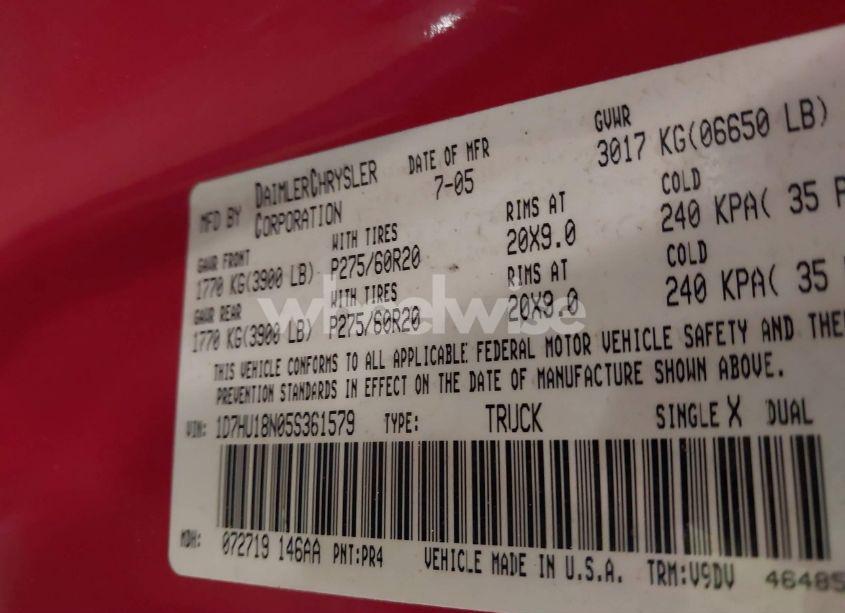 MFD BY DAIMLERCHRYSLER CORPORATION DATE OF MFR 7-05 GVWR 3017 KG(06650 LB)
GAWR FRONT WITH TIRES RIMS AT COLD
1770 KG(3900 LB) P275/60R20 20X9.0 240 KPA( 35 P
GAWR REAR WITH TIRES RIMS AT COLD
1770 KG(3900 LB) P275/60R20 20X9.0 240 KPA( 35
wheelwise
THIS VEHICLE CONFORMS TO ALL APPLICABLE FEDERAL MOTOR VEHICLE SAFETY AND THE
PREVENTION STANDARDS IN EFFECT ON THE DATE OF MANUFACTURE SHOWN ABOVE.
VIN: 1D7HU18N05S361579 TYPE: TRUCK SINGLE X DUAL
MDH: 072719 146AA PNT:PR4 VEHICLE MADE IN U.S.A. TRM:V9DV 46485